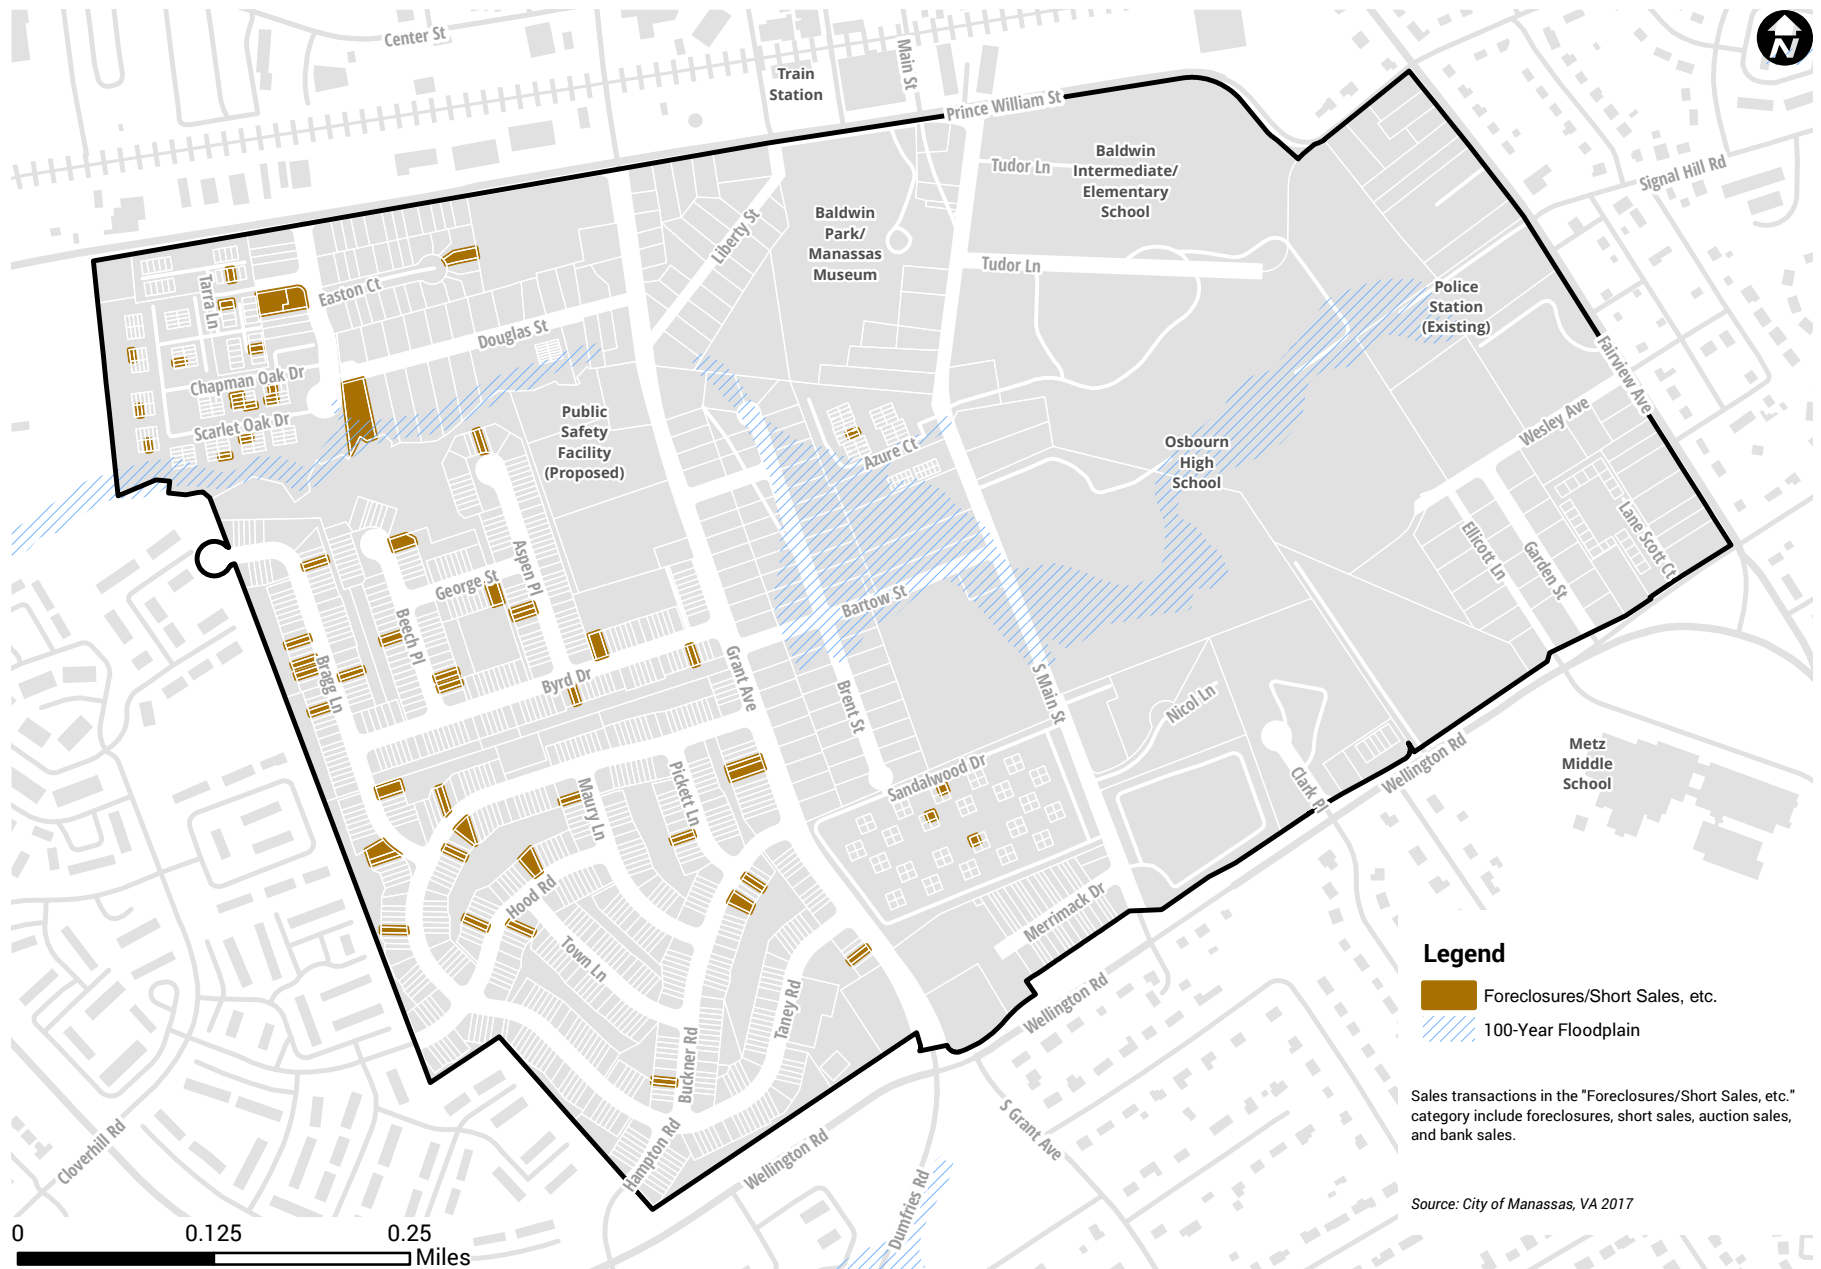 Center St
Main St
Train
Station
N
Prince William St
Tudor Ln
Baldwin
Intermediate/
Elementary
School
Signal Hill Rd
Liberty St
Baldwin
Park/
Manassas
Museum
Tudor Ln
Tarra Ln
Easton Ct
Police
Station
(Existing)
Douglas St
Fairview Ave
Chapman Oak Dr
Scarlet Oak Dr
Public
Safety
Facility
(Proposed)
Azure Ct
Osbourn
High
School
Wesley Ave
Lane Scott Ct
Ellicott Ln
Garden St
Aspen Pl
George St
Beech Pl
Bartow St
Bragg Ln
Byrd Dr
Grant Ave
Brent St
S Main St
Nicol Ln
Metz
Middle
School
Wellington Rd
Clark Pl
Sandalwood Dr
Pickett Ln
Maury Ln
Hood Rd
Merrimack Dr
Town Ln
Taney Rd
Wellington Rd
Buckner Rd
Hampton Rd
Wellington Rd
S Grant Ave
Dumfries Rd
Cloverhill Rd
Legend
Foreclosures/Short Sales, etc.
100-Year Floodplain
Sales transactions in the "Foreclosures/Short Sales, etc."
category include foreclosures, short sales, auction sales,
and bank sales.
Source: City of Manassas, VA 2017
0 0.125 0.25
Miles